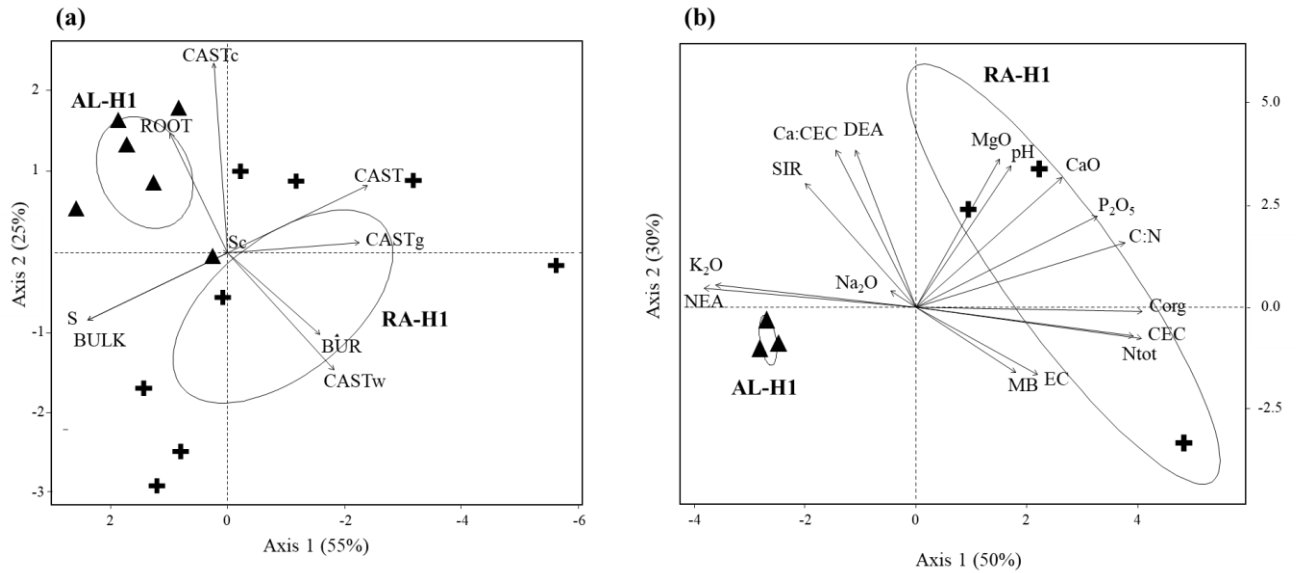 (a)
2
1
0
-1
-2
-3
Axis 2 (25%)
CASTc
AL-H1
ROOT
CAST
Sc
CASTg
RA-H1
S
BULK
BUR
CASTw
2
0
-2
-4
-6
Axis 1 (55%)
(b)
RA-H1
Ca:CEC
DEA
SIR
MgO
pH
CaO
P₂O₅
C:N
K₂O
NEA
Na₂O
Corg
CEC
Ntot
AL-H1
MB
EC
5.0
2.5
0.0
-2.5
Axis 2 (30%)
-4
-2
0
2
4
Axis 1 (50%)